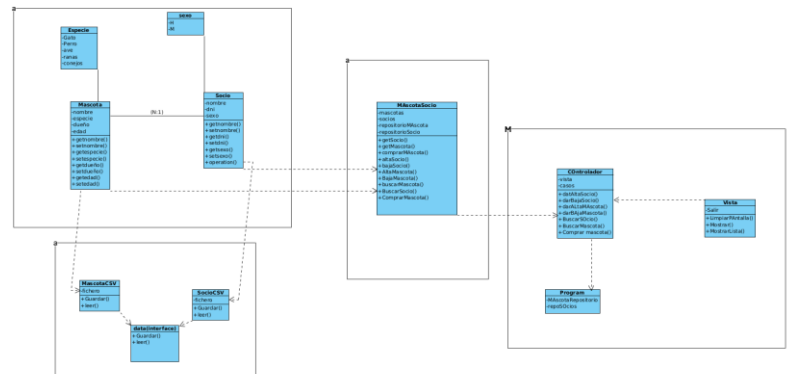 a
sexo
-H
-M
Especie
-Gato
-Perro
-ave
-ranas
-conejos
Mascota
-nombre
-especie
-dueño
-edad
+getnombre()
+setnombre()
+getespecie()
+setespecie()
+getdueño()
+setdueño()
+getedad()
+setedad()
(N:1)
Socio
-nombre
-dni
-sexo
+getnombre()
+setnombre()
+getdni()
+setdni()
+getsexo()
+setsexo()
+operation()
a
MascotaCSV
-fichero
+Guardar()
+leer()
SocioCSV
-fichero
+Guardar()
+leer()
data(interface)
+Guardar()
+leer()
a
MAscotaSocio
-mascotas
-socios
-repositorioMAscota
-repositorioSocio
+getSocio()
+getMascota()
+comprarMAscota()
+altaSocio()
+bajaSocio()
+AltaMascota()
+BajaMascota()
+buscarMascota()
+BuscarSocio()
+ComprarMascota()
M
COntrolador
-vista
-casos
+darAltaSocio()
+darBajaSocio()
+darALtaMAscota()
+darBAjaMascota()
+BuscarSOcio()
+BuscarMascota()
+Comprar mascota()
Vista
-Salir
+LimpiarPAntalla()
+Mostrar()
+MostrarLista()
Program
-MAscotaRepositorio
-repoSOcios